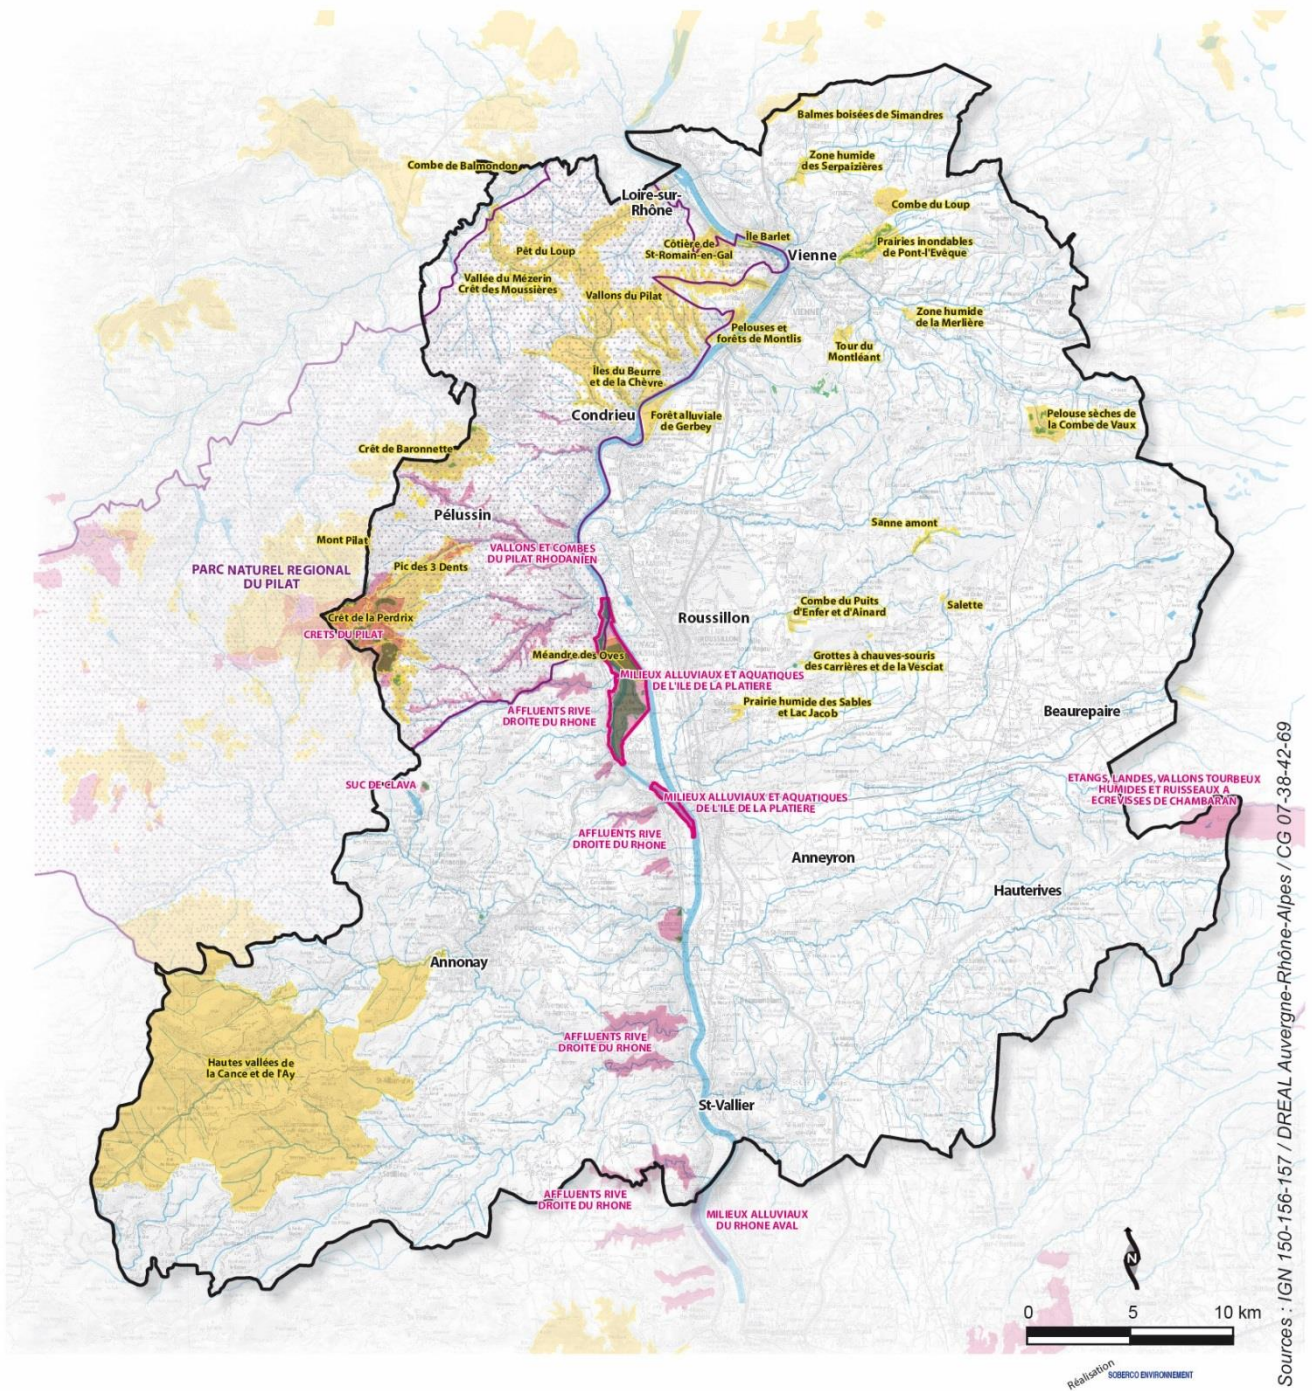 Balmes boisées de Simandres
Combe de Balmondon
Zone humide
des Serpaizières
Loire-sur-
Rhône
Combe du Loup
Île Barlet
Pêt du Loup
Côtière de
St-Romain-en-Gal
Vienne
Prairies inondables
de Pont-l'Evêque
Vallée du Mézerin
Crêt des Moussières
Vallons du Pilat
Zone humide
de la Merlière
Pelouses et
forêts de Montlis
Tour du
Montléant
Îles du Beurre
et de la Chèvre
Condrieu
Forêt alluviale
de Gerbey
Pelouse sèches de
la Combe de Vaux
Crêt de Baronnette
Pélussin
Sanne amont
Mont Pilat
VALLONS ET COMBES
DU PILAT RHODANIEN
PARC NATUREL REGIONAL
DU PILAT
Pic des 3 Dents
Crêt de la Perdrix
CRETS DU PILAT
Roussillon
Combe du Puits
d'Enfer et d'Ainard
Salette
Méandre des Oves
Grottes à chauves-souris
des carrières et de la Vesciat
MILIEUX ALLUVIAUX ET AQUATIQUES
DE L'ILE DE LA PLATIERE
AFFLUENTS RIVE
DROITE DU RHONE
Prairie humide des Sables
et Lac Jacob
Beaurepaire
SUC DE CLAVA
ETANGS, LANDES, VALLONS TOURBEUX
HUMIDES ET RUISSEAUX A
ECREVISSES DE CHAMBARAN
MILIEUX ALLUVIAUX ET AQUATIQUES
DE L'ILE DE LA PLATIERE
AFFLUENTS RIVE
DROITE DU RHONE
Anneyron
Hauterives
Annonay
AFFLUENTS RIVE
DROITE DU RHONE
Hautes vallées de
la Cance et de l'Ay
St-Vallier
AFFLUENTS RIVE
DROITE DU RHONE
MILIEUX ALLUVIAUX
DU RHONE AVAL
N
0 5 10 km
Réalisation
SOBERCO ENVIRONNEMENT
Sources : IGN 150-156-157 / DREAL Auvergne-Rhône-Alpes / CG 07-38-42-69
VIENNE
ROUSSILLON